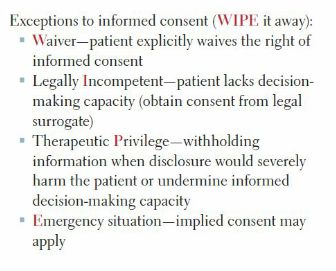 Exceptions to informed consent (WIPE it away):
▪ Waiver—patient explicitly waives the right of
informed consent
▪ Legally Incompetent—patient lacks decision-
making capacity (obtain consent from legal
surrogate)
▪ Therapeutic Privilege—withholding
information when disclosure would severely
harm the patient or undermine informed
decision-making capacity
▪ Emergency situation—implied consent may
apply